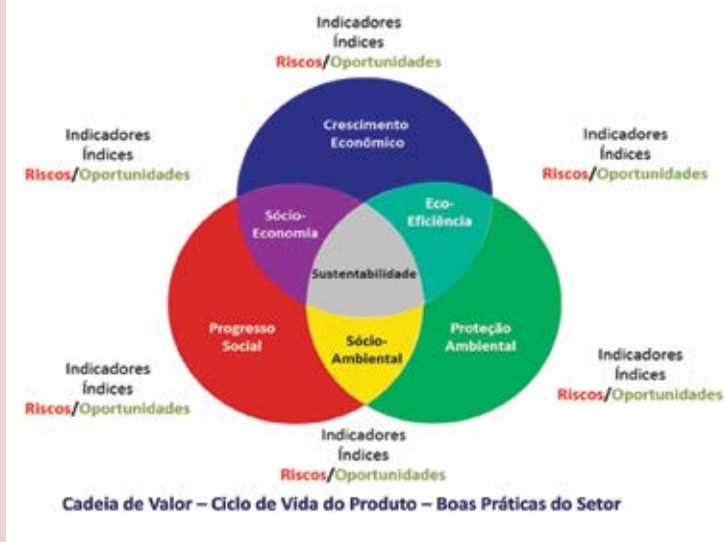 Indicadores
Índices
Riscos/Oportunidades
Indicadores
Índices
Riscos/Oportunidades
Crescimento
Econômico
Indicadores
Índices
Riscos/Oportunidades
Sócio-
Economia
Eco-
Eficiência
Sustentabilidade
Progresso
Social
Sócio-
Ambiental
Proteção
Ambiental
Indicadores
Índices
Riscos/Oportunidades
Indicadores
Índices
Riscos/Oportunidades
Indicadores
Índices
Riscos/Oportunidades
Cadeia de Valor – Ciclo de Vida do Produto – Boas Práticas do Setor